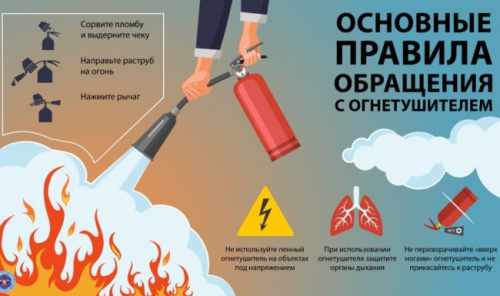 Сорвите пломбу
и выдерните чеку
Направьте раструб
на огонь
Нажмите рычаг
ОСНОВНЫЕ
ПРАВИЛА
ОБРАЩЕНИЯ
С ОГНЕТУШИТЕЛЕМ
Не используйте пенный
огнетушитель на объектах
под напряжением
При использовании
огнетушителя защитите
органы дыхания
Не переворачивайте «вверх
ногами» огнетушитель и не
прикасайтесь к раструбу